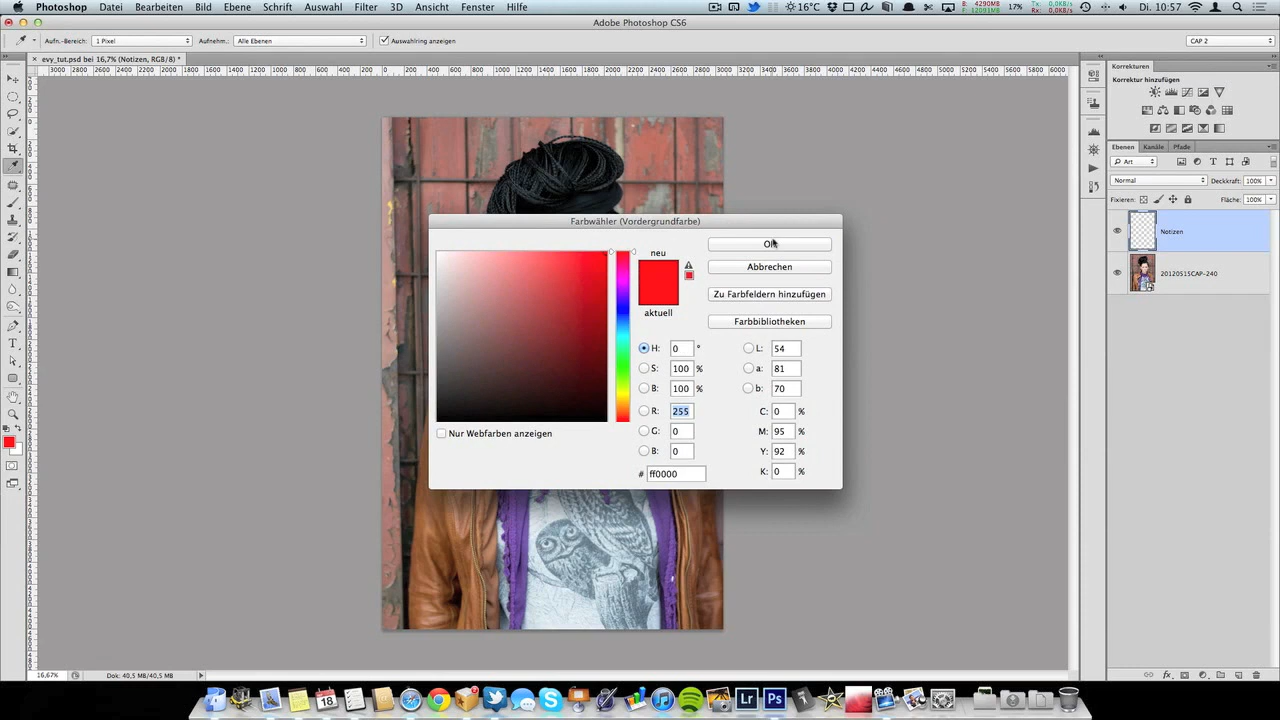 Photoshop Datei Bearbeiten Bild Ebene Schrift Auswahl Filter 3D Ansicht Fenster Hilfe 16°C 17% Di. 10:57
Adobe Photoshop CS6
Aufn.-Bereich: 1 Pixel Aufnehm.: Alle Ebenen Auswahlring anzeigen CAP 2
evy_tut.psd bei 16,7% (Notizen, RGB/8) *
Korrekturen
Korrektur hinzufügen
Ebenen Kanäle Pfade
Art
Normal Deckkraft: 100%
Fixieren: Fläche: 100%
Notizen
20120515CAP-240
Farbwähler (Vordergrundfarbe)
neu
aktuell
OK
Abbrechen
Zu Farbfeldern hinzufügen
Farbbibliotheken
H: 0 ° L: 54
S: 100 % a: 81
B: 100 % b: 70
R: 255 C: 0 %
G: 0 M: 95 %
B: 0 Y: 92 %
# ff0000 K: 0 %
Nur Webfarben anzeigen
16,67% Dok: 40,5 MB/40,5 MB
18 Lr Ps